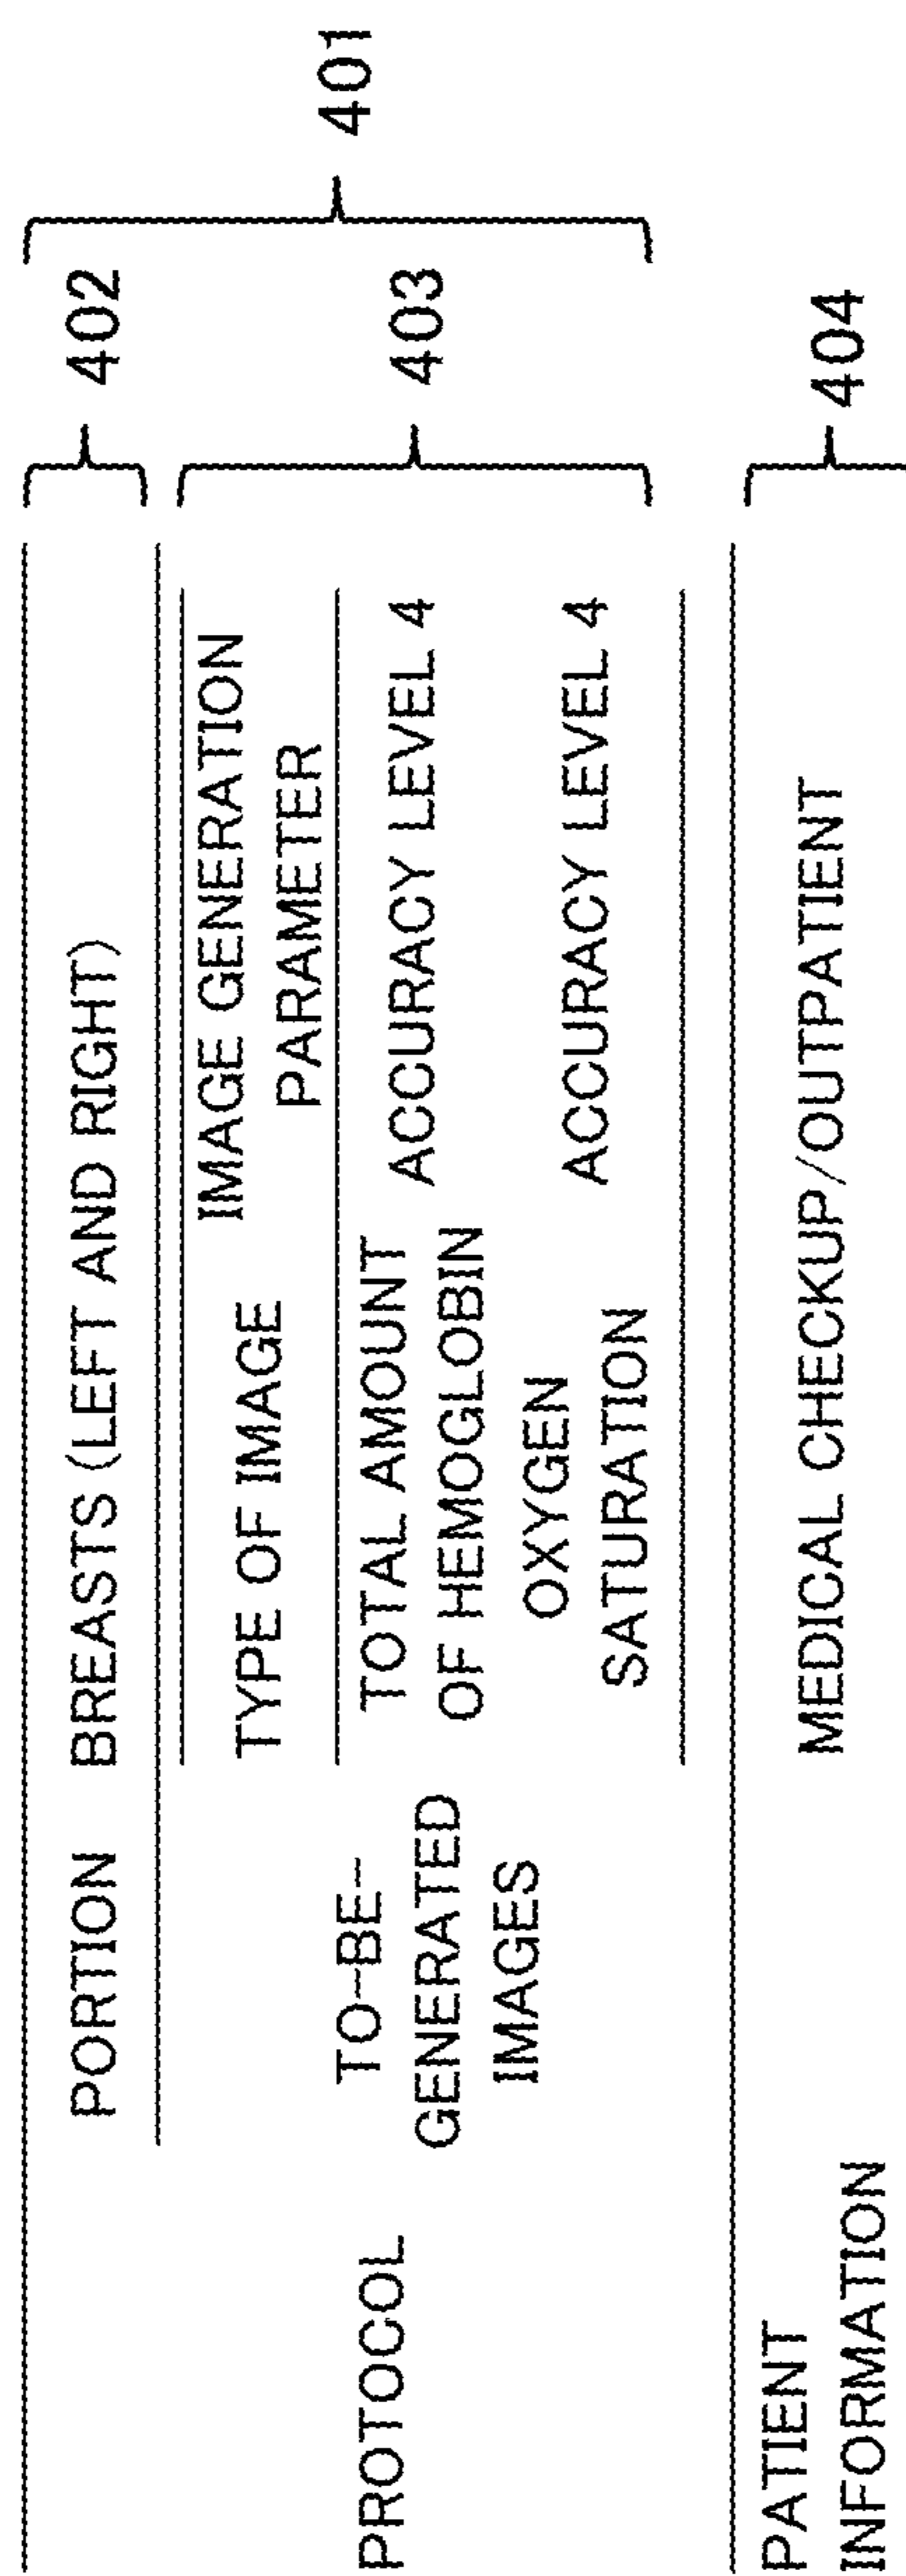 PORTION BREASTS (LEFT AND RIGHT) 402
IMAGE GENERATION
TYPE OF IMAGE PARAMETER
TO-BE-
GENERATED
IMAGES
TOTAL AMOUNT
OF HEMOGLOBIN
ACCURACY LEVEL 4
OXYGEN
SATURATION
ACCURACY LEVEL 4
403
PROTOCOL
401
PATIENT
INFORMATION
MEDICAL CHECKUP/OUTPATIENT
404